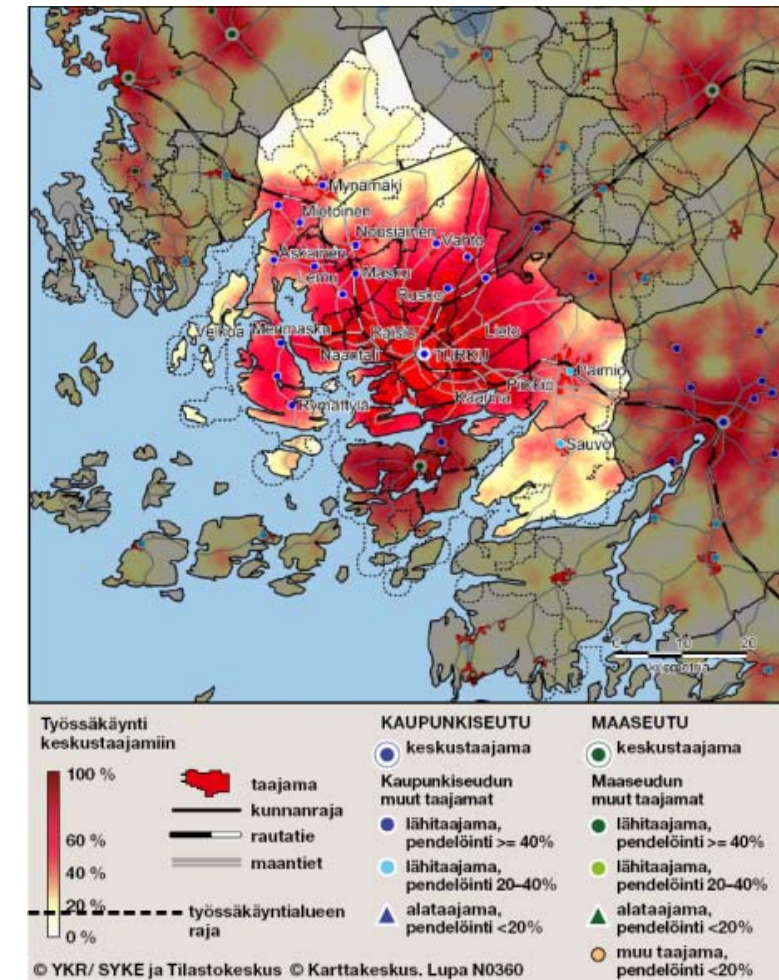 Mynämäki
Mietoinen
Nousiainen
Vahto
Askainen
Lemu
Masku
Rusko
Velkua
Merimasku
Raisio
Lieto
Naantali
TURKU
Paimio
Piikkiö
Kaarina
Rymättylä
Sauvo
0 10 20
kilometriä
Työssäkäynti
keskustaajamiin
100 %
60 %
40 %
20 %
0 %
taajama
kunnanraja
rautatie
maantiet
työssäkäyntialueen
raja
KAUPUNKISEUTU
keskustaajama
Kaupunkiseudun
muut taajamat
lähitaajama,
pendelöinti >= 40%
lähitaajama,
pendelöinti 20–40%
alataajama,
pendelöinti <20%
MAASEUTU
keskustaajama
Maaseudun
muut taajamat
lähitaajama,
pendelöinti >= 40%
lähitaajama,
pendelöinti 20–40%
alataajama,
pendelöinti <20%
muu taajama,
pendelöinti <20%
© YKR/ SYKE ja Tilastokeskus © Karttakeskus. Lupa N0360